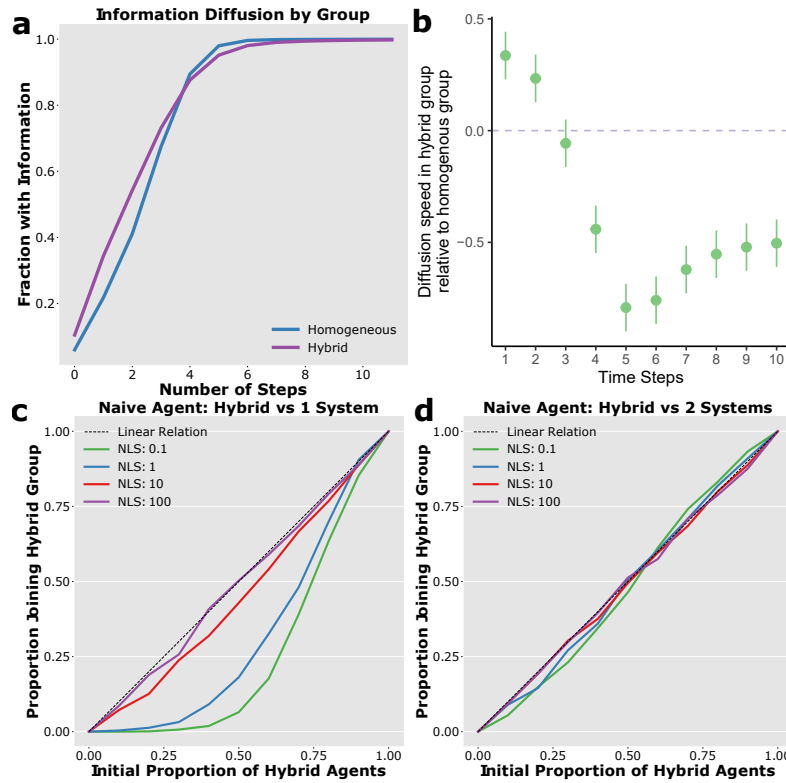 a
Information Diffusion by Group
Fraction with Information
1.0
0.8
0.6
0.4
0.2
Homogeneous
Hybrid
0 2 4 6 8 10
Number of Steps
b
Diffusion speed in hybrid group
relative to homogenous group
0.5
0.0
−0.5
1 2 3 4 5 6 7 8 9 10
Time Steps
c
Naive Agent: Hybrid vs 1 System
Proportion Joining Hybrid Group
1.00
0.75
0.50
0.25
0.00
Linear Relation
NLS: 0.1
NLS: 1
NLS: 10
NLS: 100
0.00 0.25 0.50 0.75 1.00
Initial Proportion of Hybrid Agents
d
Naive Agent: Hybrid vs 2 Systems
Proportion Joining Hybrid Group
1.00
0.75
0.50
0.25
0.00
Linear Relation
NLS: 0.1
NLS: 1
NLS: 10
NLS: 100
0.00 0.25 0.50 0.75 1.00
Initial Proportion of Hybrid Agents